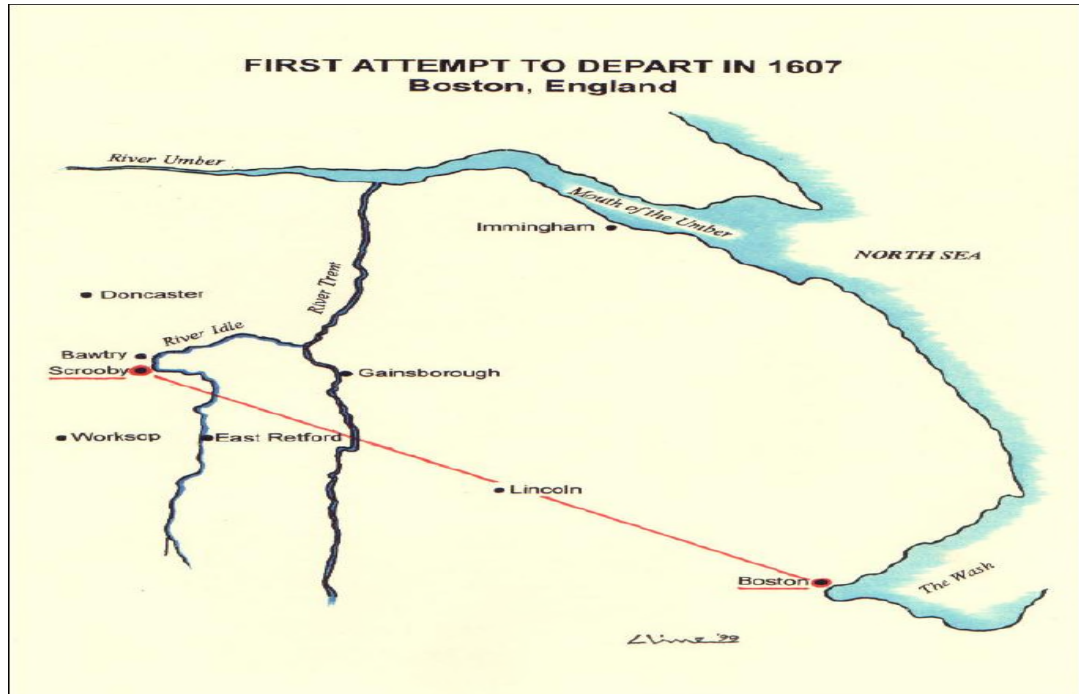 FIRST ATTEMPT TO DEPART IN 1607
Boston, England
River Umber
Mouth of the Umber
Immingham
NORTH SEA
Doncaster
River Trent
River Idle
Bawtry
Scrooby
Gainsborough
Worksop
East Retford
Lincoln
Boston
The Wash